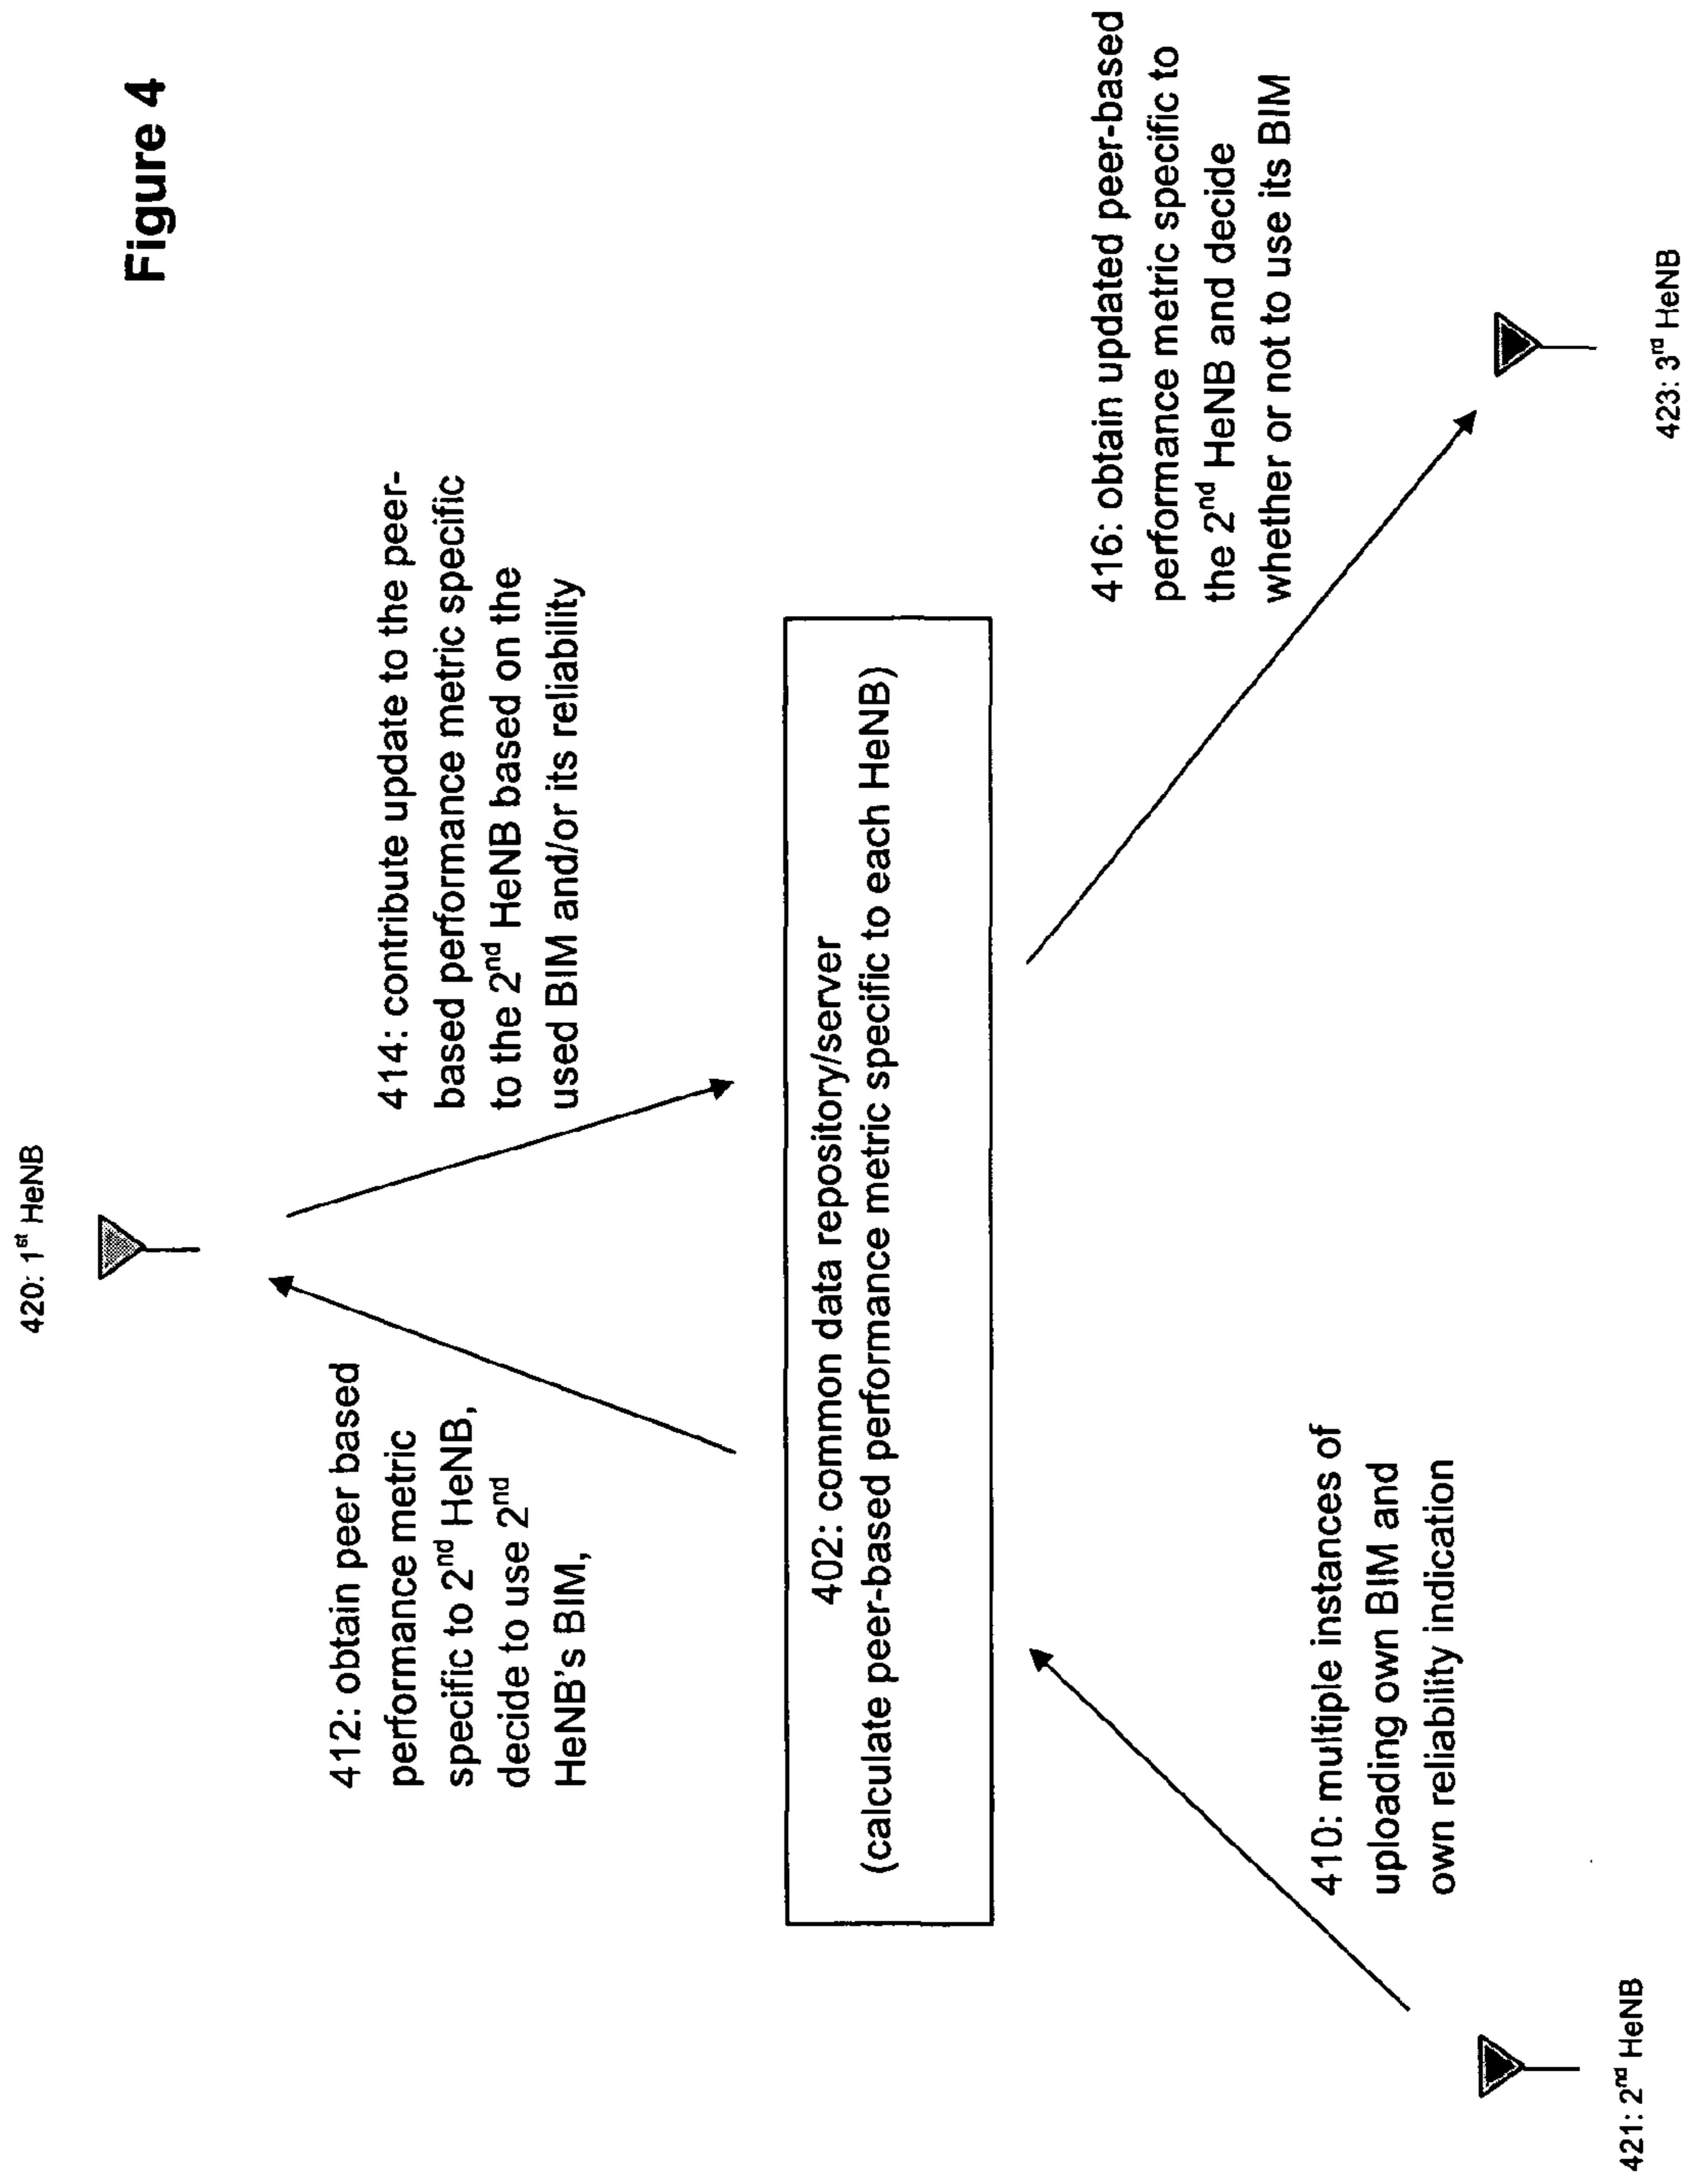 Figure 4
420: 1st HeNB
412: obtain peer based
performance metric
specific to 2nd HeNB,
decide to use 2nd
HeNB's BIM,
414: contribute update to the peer-
based performance metric specific
to the 2nd HeNB based on the
used BIM and/or its reliability
402: common data repository/server
(calculate peer-based performance metric specific to each HeNB)
410: multiple instances of
uploading own BIM and
own reliability indication
416: obtain updated peer-based
performance metric specific to
the 2nd HeNB and decide
whether or not to use its BIM
421: 2nd HeNB
423: 3rd HeNB